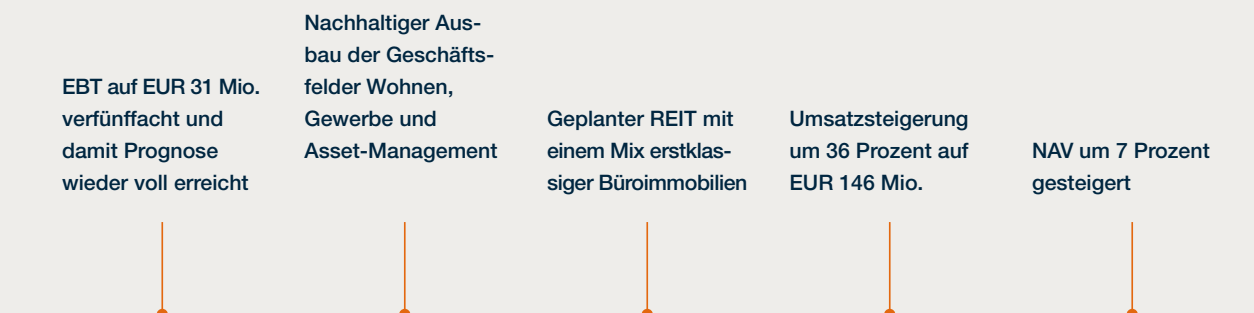 EBT auf EUR 31 Mio.
verfünffacht und
damit Prognose
wieder voll erreicht
Nachhaltiger Aus-
bau der Geschäfts-
felder Wohnen,
Gewerbe und
Asset-Management
Geplanter REIT mit
einem Mix erstklas-
siger Büroimmobilien
Umsatzsteigerung
um 36 Prozent auf
EUR 146 Mio.
NAV um 7 Prozent
gesteigert